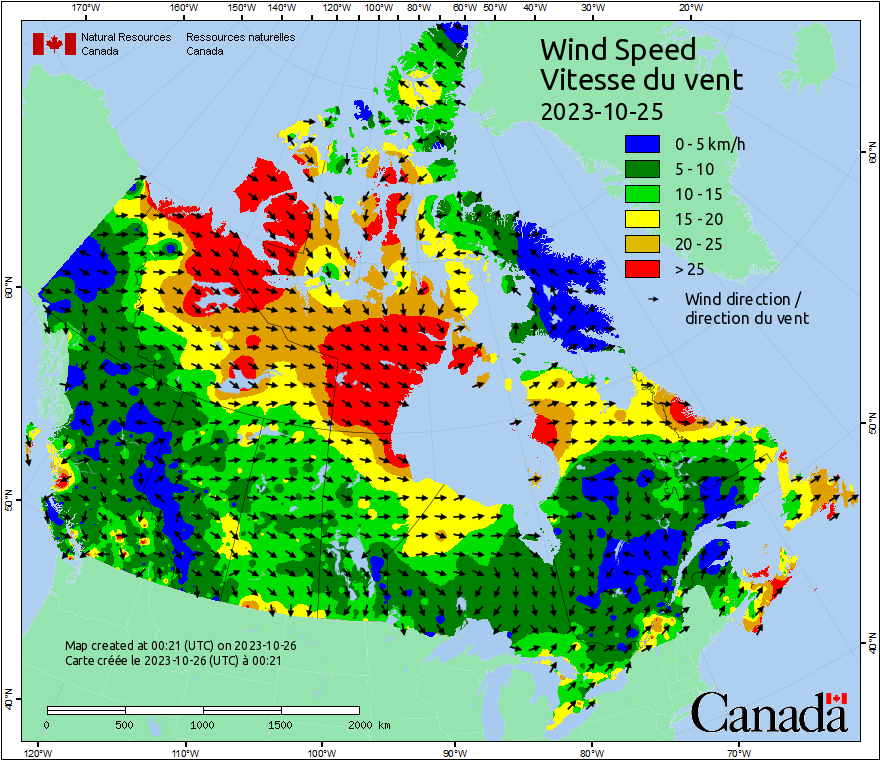 170°W 160°W 150°W 140°W 130°W 120°W 110°W 100°W 90°W 80°W 70°W 60°W 50°W 40°W 30°W 20°W
Natural Resources
Canada
Ressources naturelles
Canada
Wind Speed
Vitesse du vent
2023-10-25
0 - 5 km/h
5 - 10
10 - 15
15 - 20
20 - 25
> 25
Wind direction /
direction du vent
60°N
60°N
50°N
50°N
40°N
40°N
Map created at 00:21 (UTC) on 2023-10-26
Carte créée le 2023-10-26 (UTC) à 00:21
0 500 1000 1500 2000 km
Canada
120°W 110°W 100°W 90°W 80°W 70°W